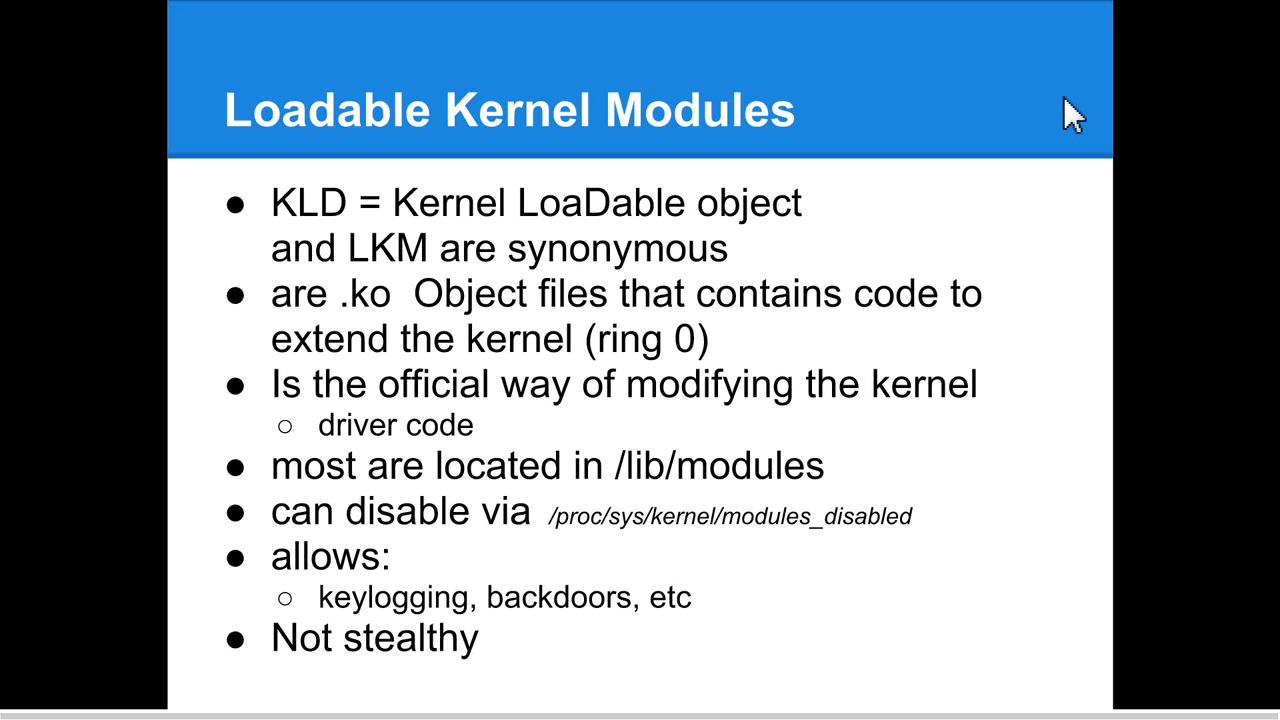 Loadable Kernel Modules
● KLD = Kernel LoaDable object
and LKM are synonymous
● are .ko  Object files that contains code to
extend the kernel (ring 0)
● Is the official way of modifying the kernel
○ driver code
● most are located in /lib/modules
● can disable via /proc/sys/kernel/modules_disabled
● allows:
○ keylogging, backdoors, etc
● Not stealthy